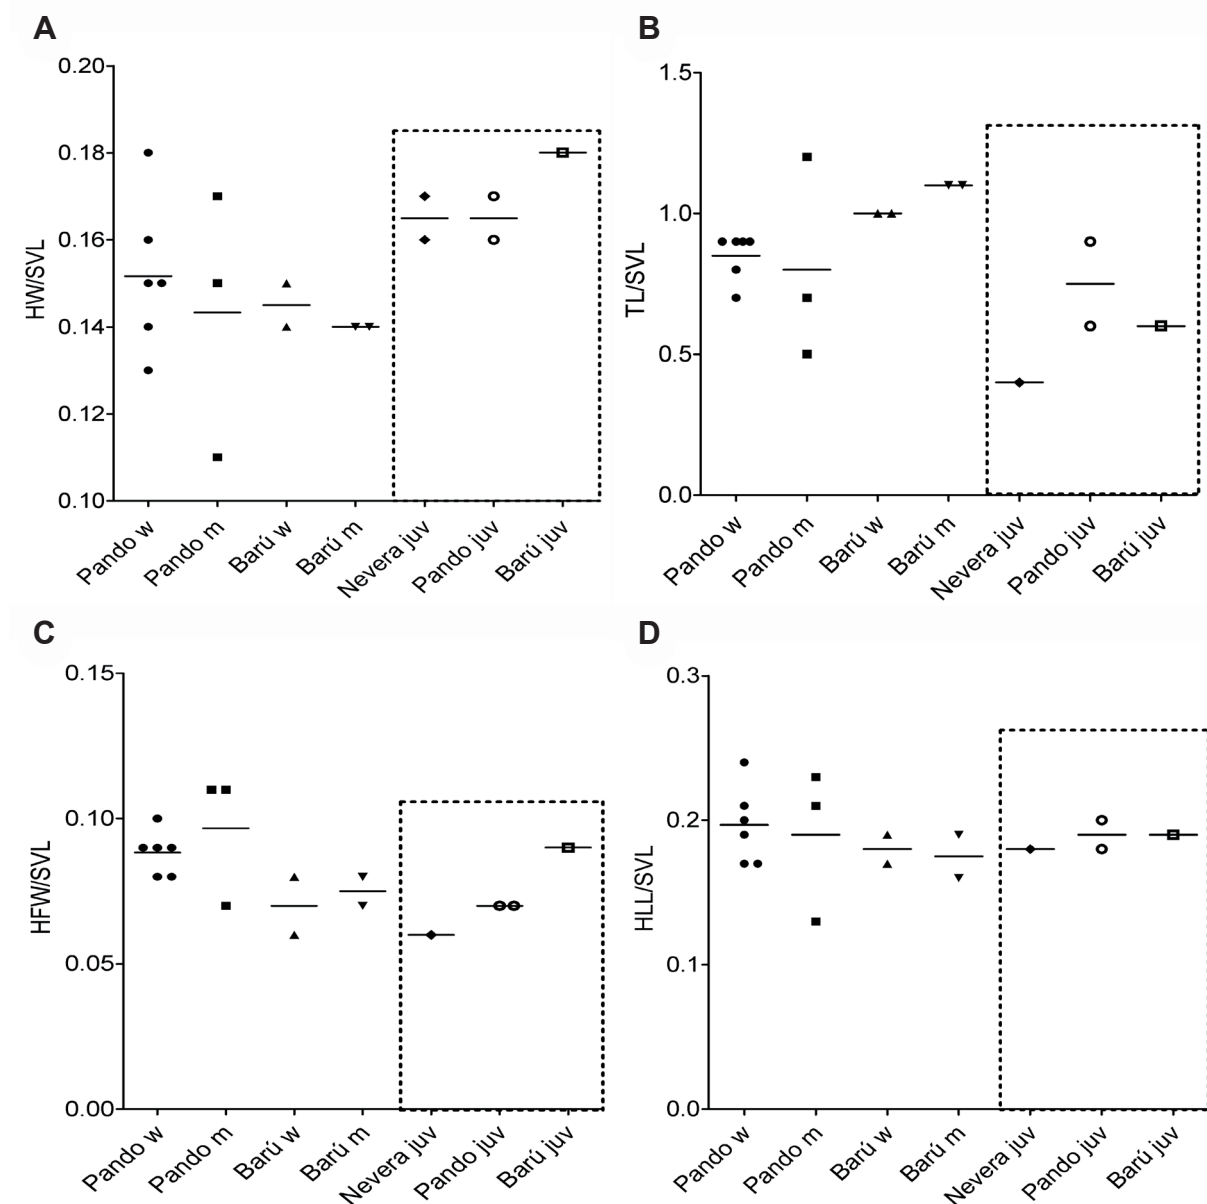 A
HW/SVL
0.20
0.18
0.16
0.14
0.12
0.10
Pando w
Pando m
Barú w
Barú m
Nevera juv
Pando juv
Barú juv
B
TL/SVL
1.5
1.0
0.5
0.0
Pando w
Pando m
Barú w
Barú m
Nevera juv
Pando juv
Barú juv
C
HFW/SVL
0.15
0.10
0.05
0.00
Pando w
Pando m
Barú w
Barú m
Nevera juv
Pando juv
Barú juv
D
HLL/SVL
0.3
0.2
0.1
0.0
Pando w
Pando m
Barú w
Barú m
Nevera juv
Pando juv
Barú juv